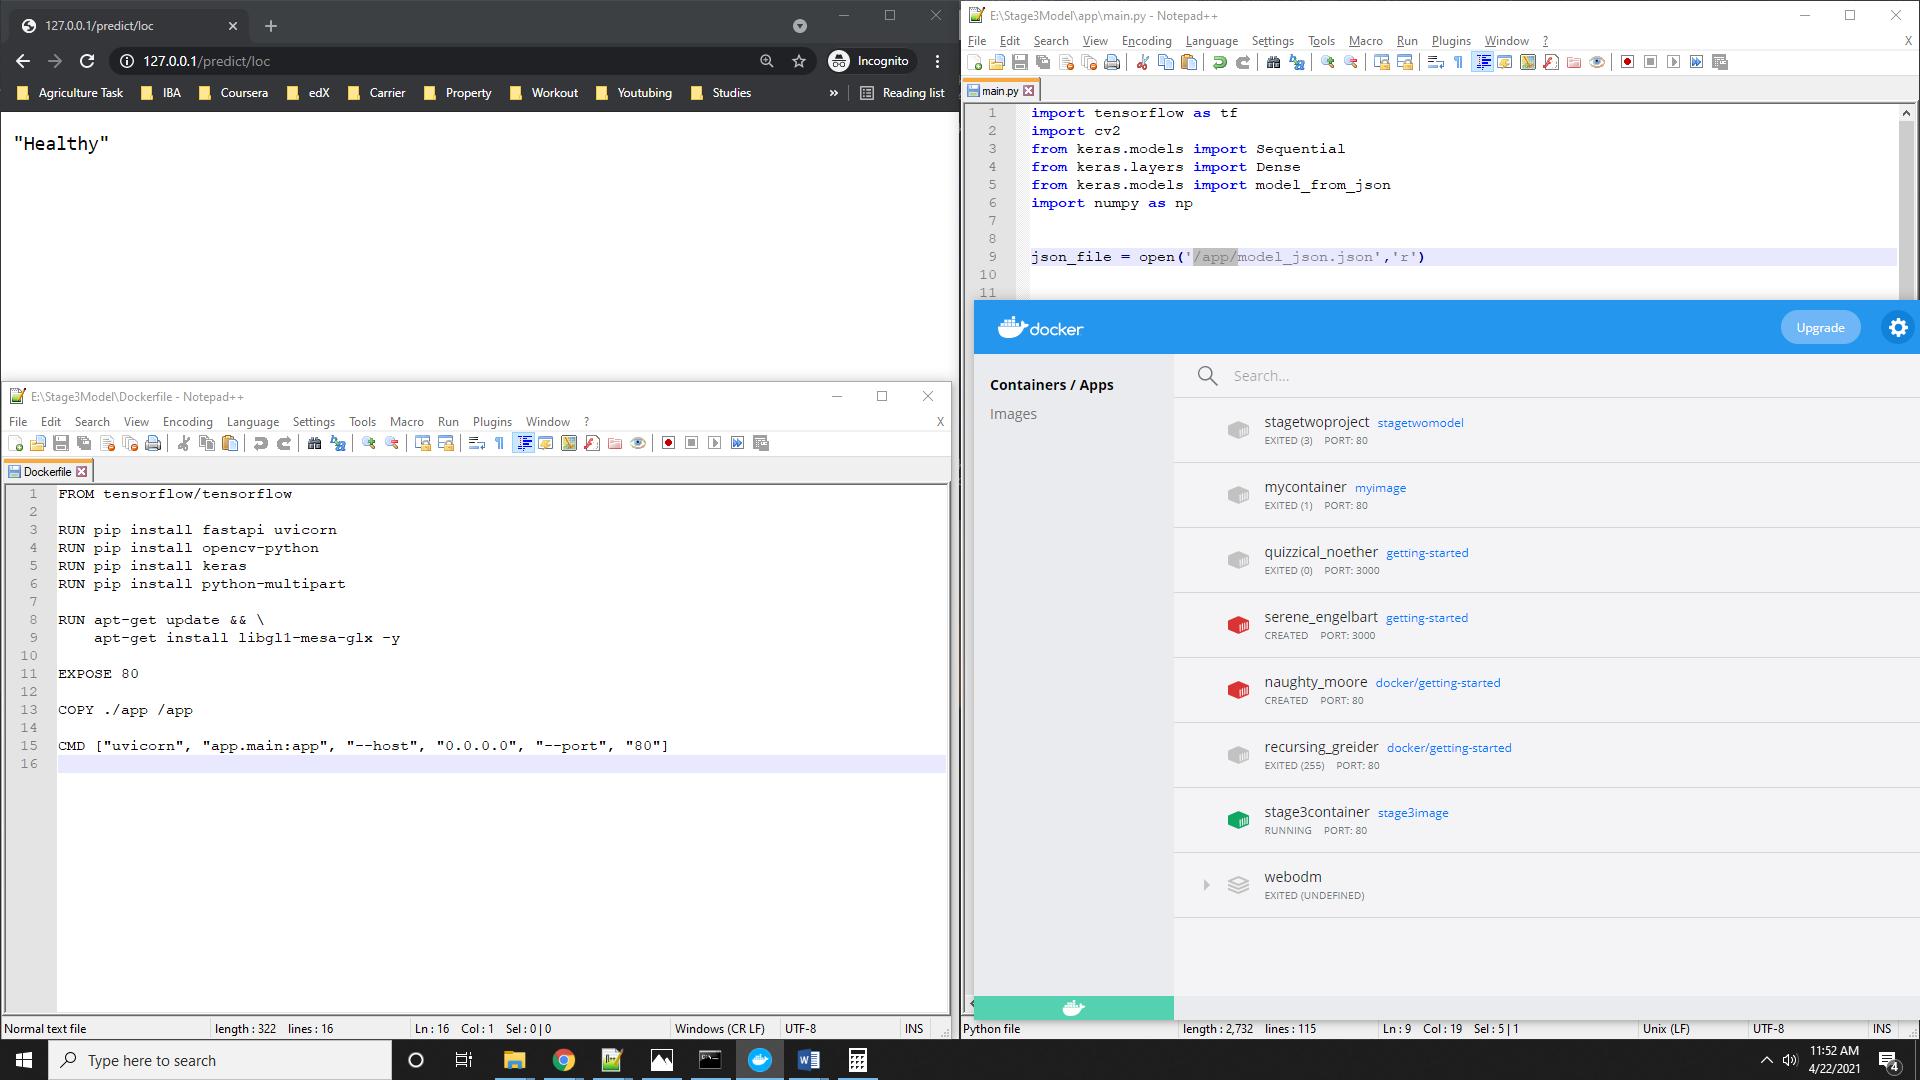 127.0.0.1/predict/loc
127.0.0.1/predict/loc
Incognito
Agriculture Task
IBA
Coursera
edX
Carrier
Property
Workout
Youtubing
Studies
»
Reading list
"Healthy"
E:\Stage3Model\app\main.py - Notepad++
File Edit Search View Encoding Language Settings Tools Macro Run Plugins Window ?
X
main.py
1 import tensorflow as tf
2 import cv2
3 from keras.models import Sequential
4 from keras.layers import Dense
5 from keras.models import model_from_json
6 import numpy as np
7
8
9 json_file = open('/app/model_json.json','r')
10
11
docker
Upgrade
Containers / Apps
Images
Search...
stagetwoproject stagetwomodel
EXITED (3) PORT: 80
mycontainer myimage
EXITED (1) PORT: 80
quizzical_noether getting-started
EXITED (0) PORT: 3000
serene_engelbart getting-started
CREATED PORT: 3000
naughty_moore docker/getting-started
CREATED PORT: 80
recursing_greider docker/getting-started
EXITED (255) PORT: 80
stage3container stage3image
RUNNING PORT: 80
webodm
EXITED (UNDEFINED)
Python file
length : 2,732 lines : 115
Ln : 9 Col : 19 Sel : 5 | 1
Unix (LF)
UTF-8
INS
E:\Stage3Model\Dockerfile - Notepad++
File Edit Search View Encoding Language Settings Tools Macro Run Plugins Window ?
X
Dockerfile
1 FROM tensorflow/tensorflow
2
3 RUN pip install fastapi uvicorn
4 RUN pip install opencv-python
5 RUN pip install keras
6 RUN pip install python-multipart
7
8 RUN apt-get update && \
9 apt-get install libgl1-mesa-glx -y
10
11 EXPOSE 80
12
13 COPY ./app /app
14
15 CMD ["uvicorn", "app.main:app", "--host", "0.0.0.0", "--port", "80"]
16
Normal text file
length : 322 lines : 16
Ln : 16 Col : 1 Sel : 0 | 0
Windows (CR LF)
UTF-8
INS
Type here to search
11:52 AM
4/22/2021
4